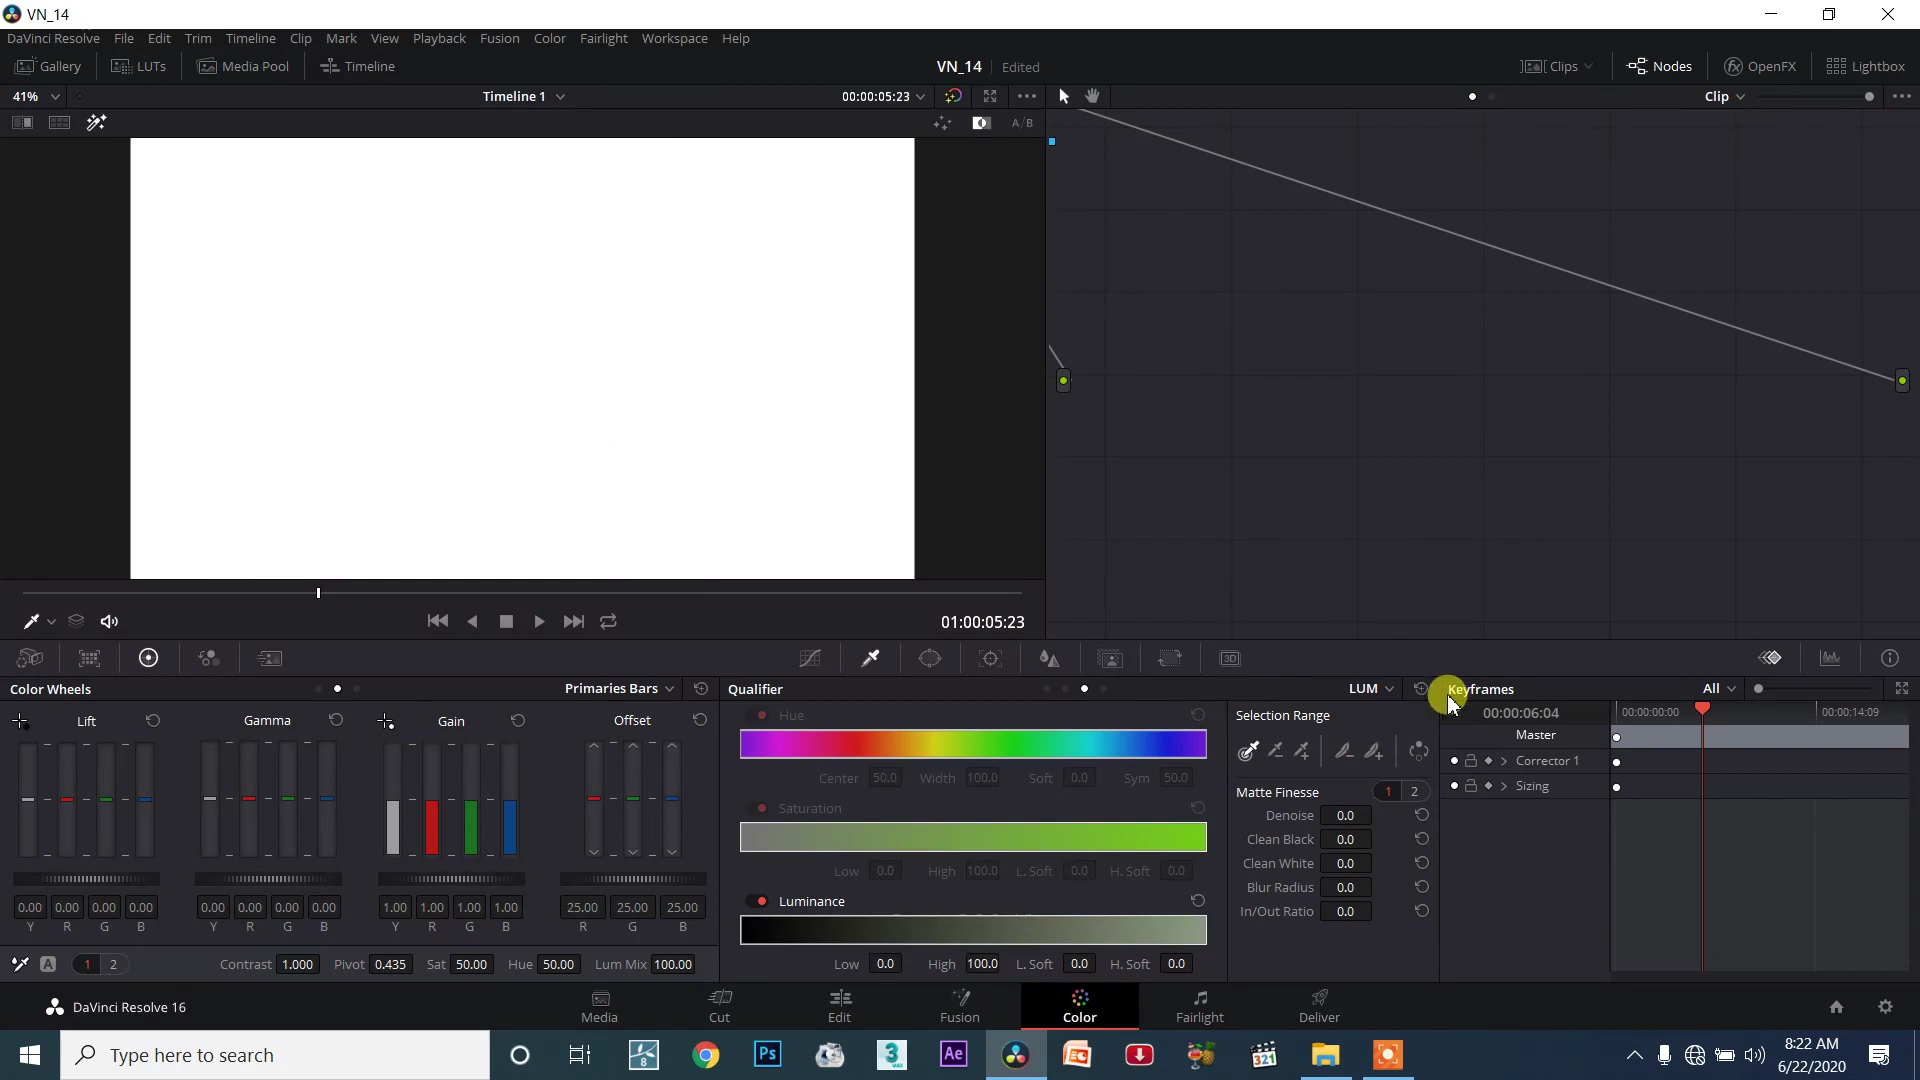 VN_14
DaVinci Resolve File Edit Trim Timeline Clip Mark View Playback Fusion Color Fairlight Workspace Help
Gallery LUTs Media Pool Timeline VN_14 Edited Clips Nodes fx OpenFX Lightbox
41% Timeline 1 00:00:05:23 Clip
A/B
01:00:05:23
3D
Color Wheels Primaries Bars Qualifier LUM Keyframes All
Lift Gamma Gain Offset Hue Selection Range 00:00:06:04 00:00:00:00 00:00:14:09
Master
Corrector 1
Center 50.0 Width 100.0 Soft 0.0 Sym 50.0
Sizing
Matte Finesse 1 2
Saturation Denoise 0.0
Clean Black 0.0
Clean White 0.0
Low 0.0 High 100.0 L. Soft 0.0 H. Soft 0.0
Blur Radius 0.0
Luminance In/Out Ratio 0.0
0.00 0.00 0.00 0.00 0.00 0.00 0.00 0.00 1.00 1.00 1.00 1.00 25.00 25.00 25.00
Y R G B Y R G B Y R G B R G B
A 1 2 Contrast 1.000 Pivot 0.435 Sat 50.00 Hue 50.00 Lum Mix 100.00 Low 0.0 High 100.0 L. Soft 0.0 H. Soft 0.0
DaVinci Resolve 16 Media Cut Edit Fusion Color Fairlight Deliver
Type here to search 8 Ps 3 MAX Ae 321 8:22 AM
6/22/2020